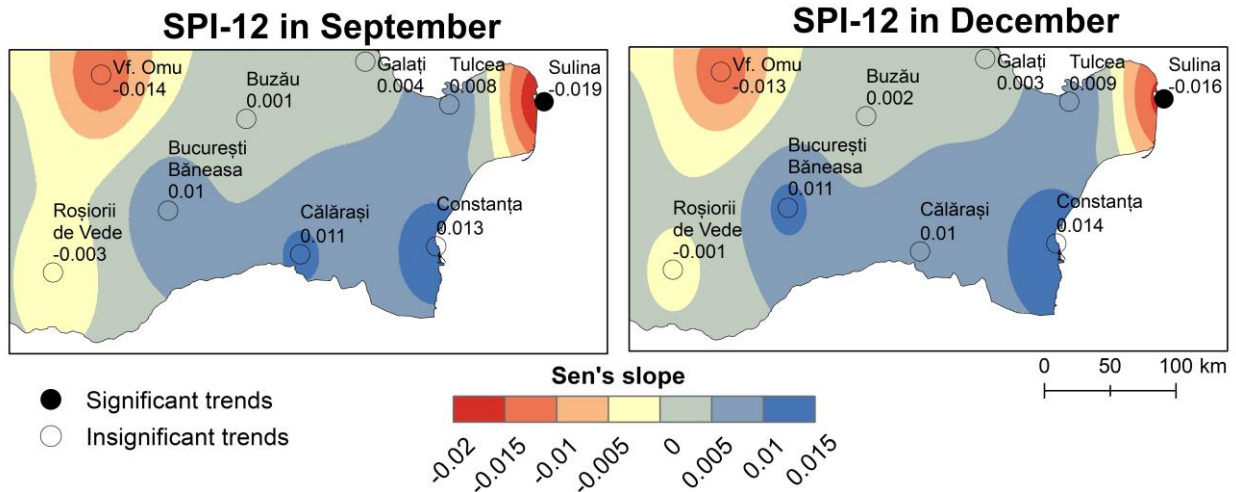 SPI-12 in September
Vf. Omu
-0.014
Buzău
0.001
Galați
0.004
Tulcea
0.008
Sulina
-0.019
București
Băneasa
0.01
Roșiorii
de Vede
-0.003
Călărași
0.011
Constanța
0.013
SPI-12 in December
Vf. Omu
-0.013
Buzău
0.002
Galați
0.003
Tulcea
0.009
Sulina
-0.016
București
Băneasa
0.011
Roșiorii
de Vede
-0.001
Călărași
0.01
Constanța
0.014
Significant trends
Insignificant trends
Sen's slope
-0.02
-0.015
-0.01
-0.005
0
0.005
0.01
0.015
0 50 100 km